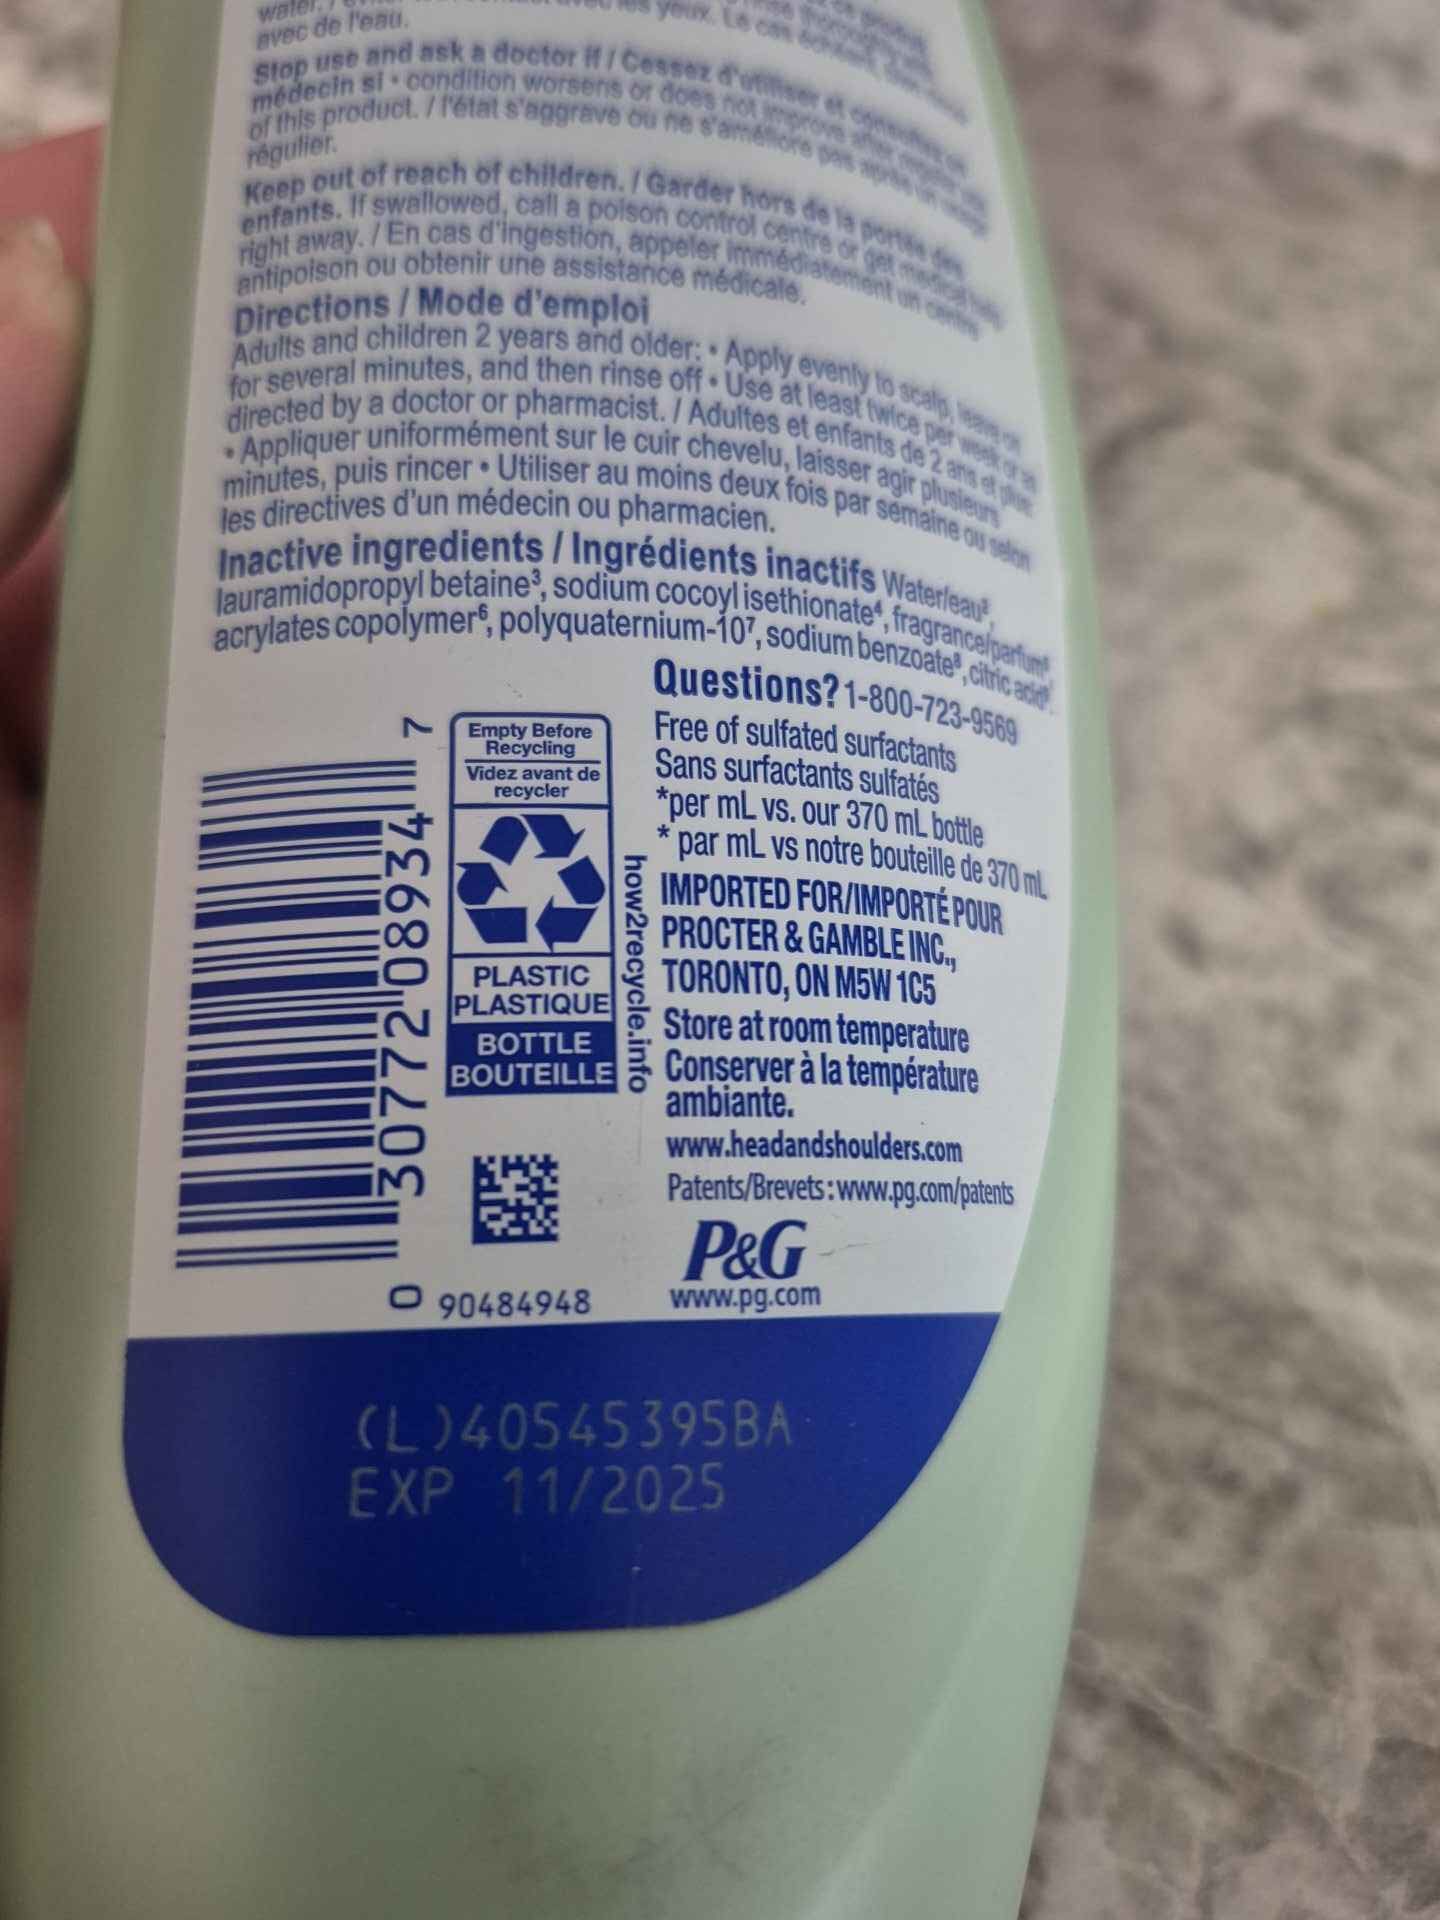 avec de l'eau.
Stop use and ask a doctor if / Cessez d'utiliser et consultez un
médecin si • condition worsens or does not improve after regular use
of this product. / l'état s'aggrave ou ne s'améliore pas après un usage
régulier.
Keep out of reach of children. / Garder hors de la portée des
enfants. If swallowed, call a poison control centre or get medical help
right away. / En cas d'ingestion, appeler immédiatement un centre
antipoison ou obtenir une assistance médicale.
Directions / Mode d'emploi
Adults and children 2 years and older: • Apply evenly to scalp, leave on
for several minutes, and then rinse off • Use at least twice per week or as
directed by a doctor or pharmacist. / Adultes et enfants de 2 ans et plus:
• Appliquer uniformément sur le cuir chevelu, laisser agir plusieurs
minutes, puis rincer • Utiliser au moins deux fois par semaine ou selon
les directives d'un médecin ou pharmacien.
Inactive ingredients / Ingrédients inactifs Water/eau²,
lauramidopropyl betaine³, sodium cocoyl isethionate⁴, fragrance/parfum⁵,
acrylates copolymer⁶, polyquaternium-10⁷, sodium benzoate⁸, citric acid⁹.
Questions? 1-800-723-9569
Free of sulfated surfactants
Sans surfactants sulfatés
*per mL vs. our 370 mL bottle
* par mL vs notre bouteille de 370 mL
IMPORTED FOR/IMPORTÉ POUR
PROCTER & GAMBLE INC.,
TORONTO, ON M5W 1C5
Store at room temperature
Conserver à la température
ambiante.
www.headandshoulders.com
Patents/Brevets: www.pg.com/patents
P&G
www.pg.com
Empty Before
Recycling
Videz avant de
recycler
PLASTIC
PLASTIQUE
BOTTLE
BOUTEILLE
how2recycle.info
0 30772 08934 7
90484948
(L)40545395BA
EXP 11/2025